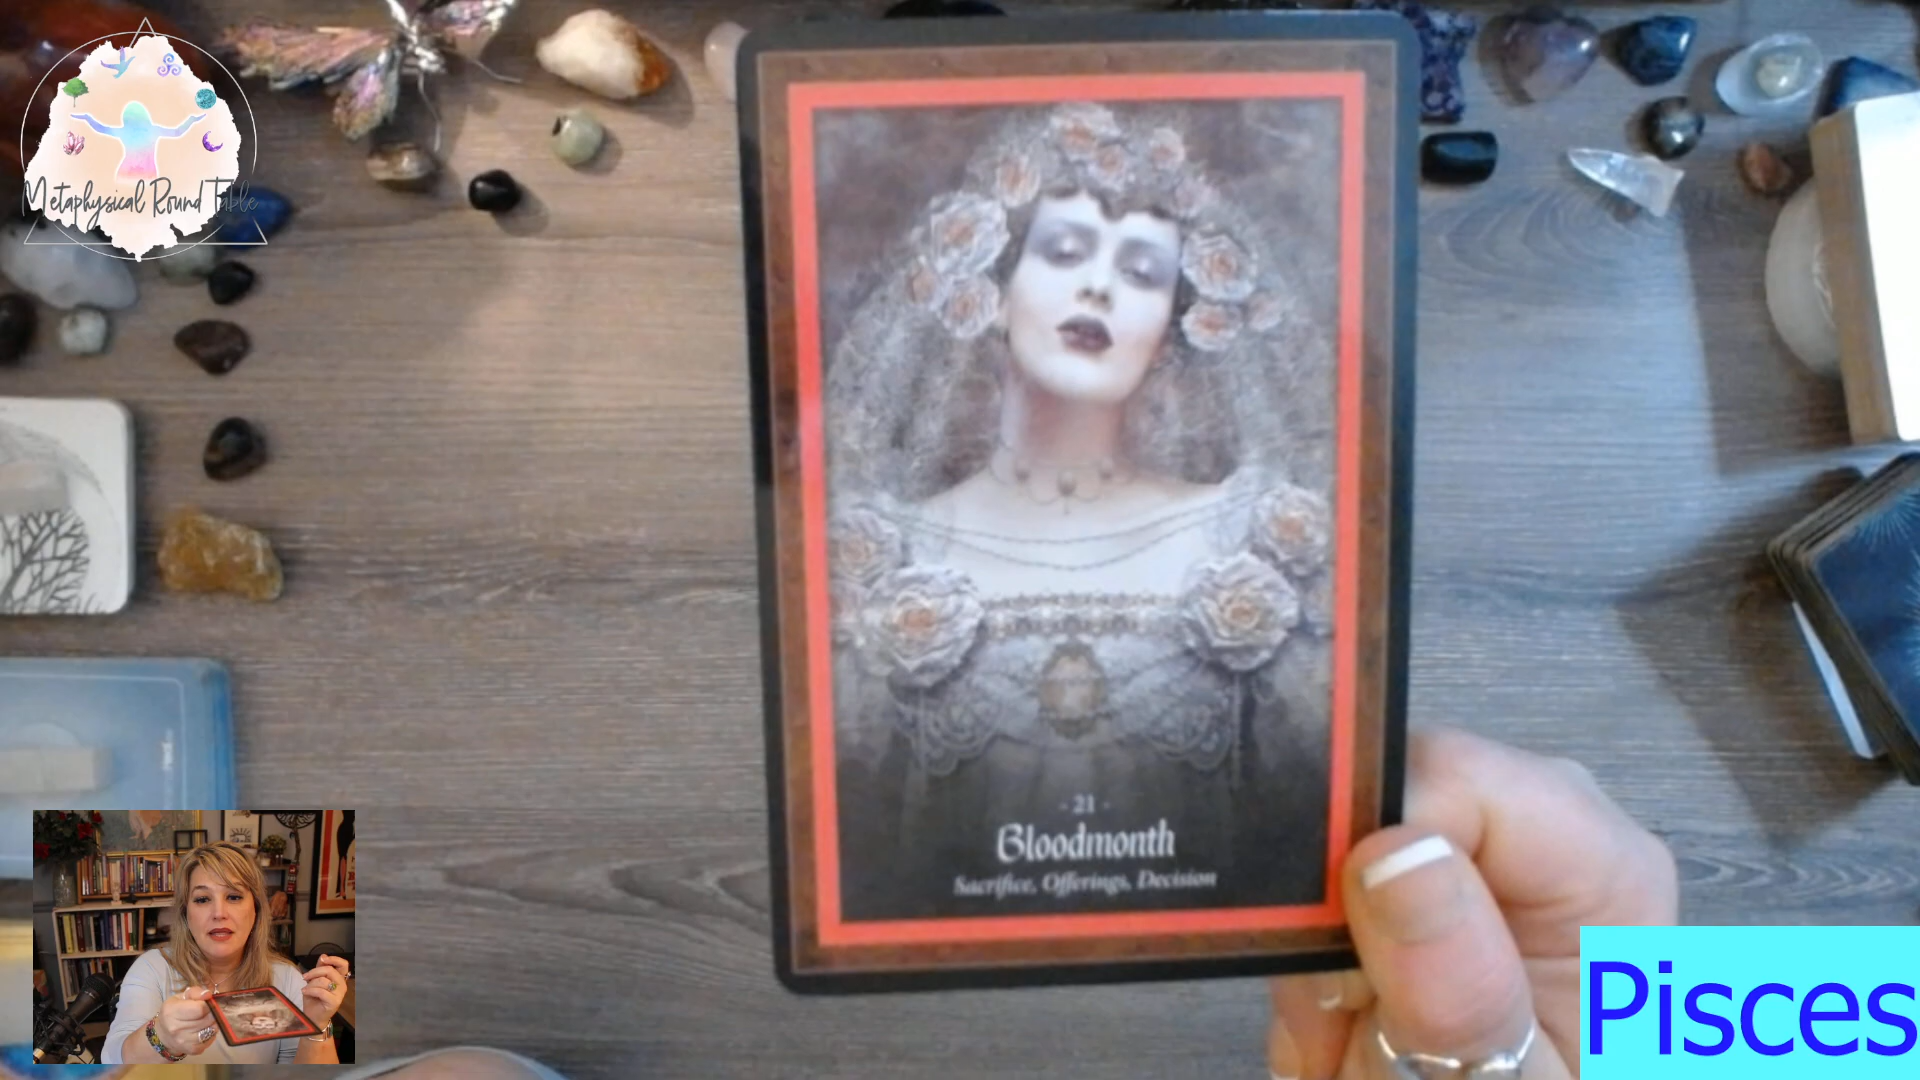 Metaphysical Round Table
- 21 -
Bloodmonth
Sacrifice, Offerings, Decision
Pisces